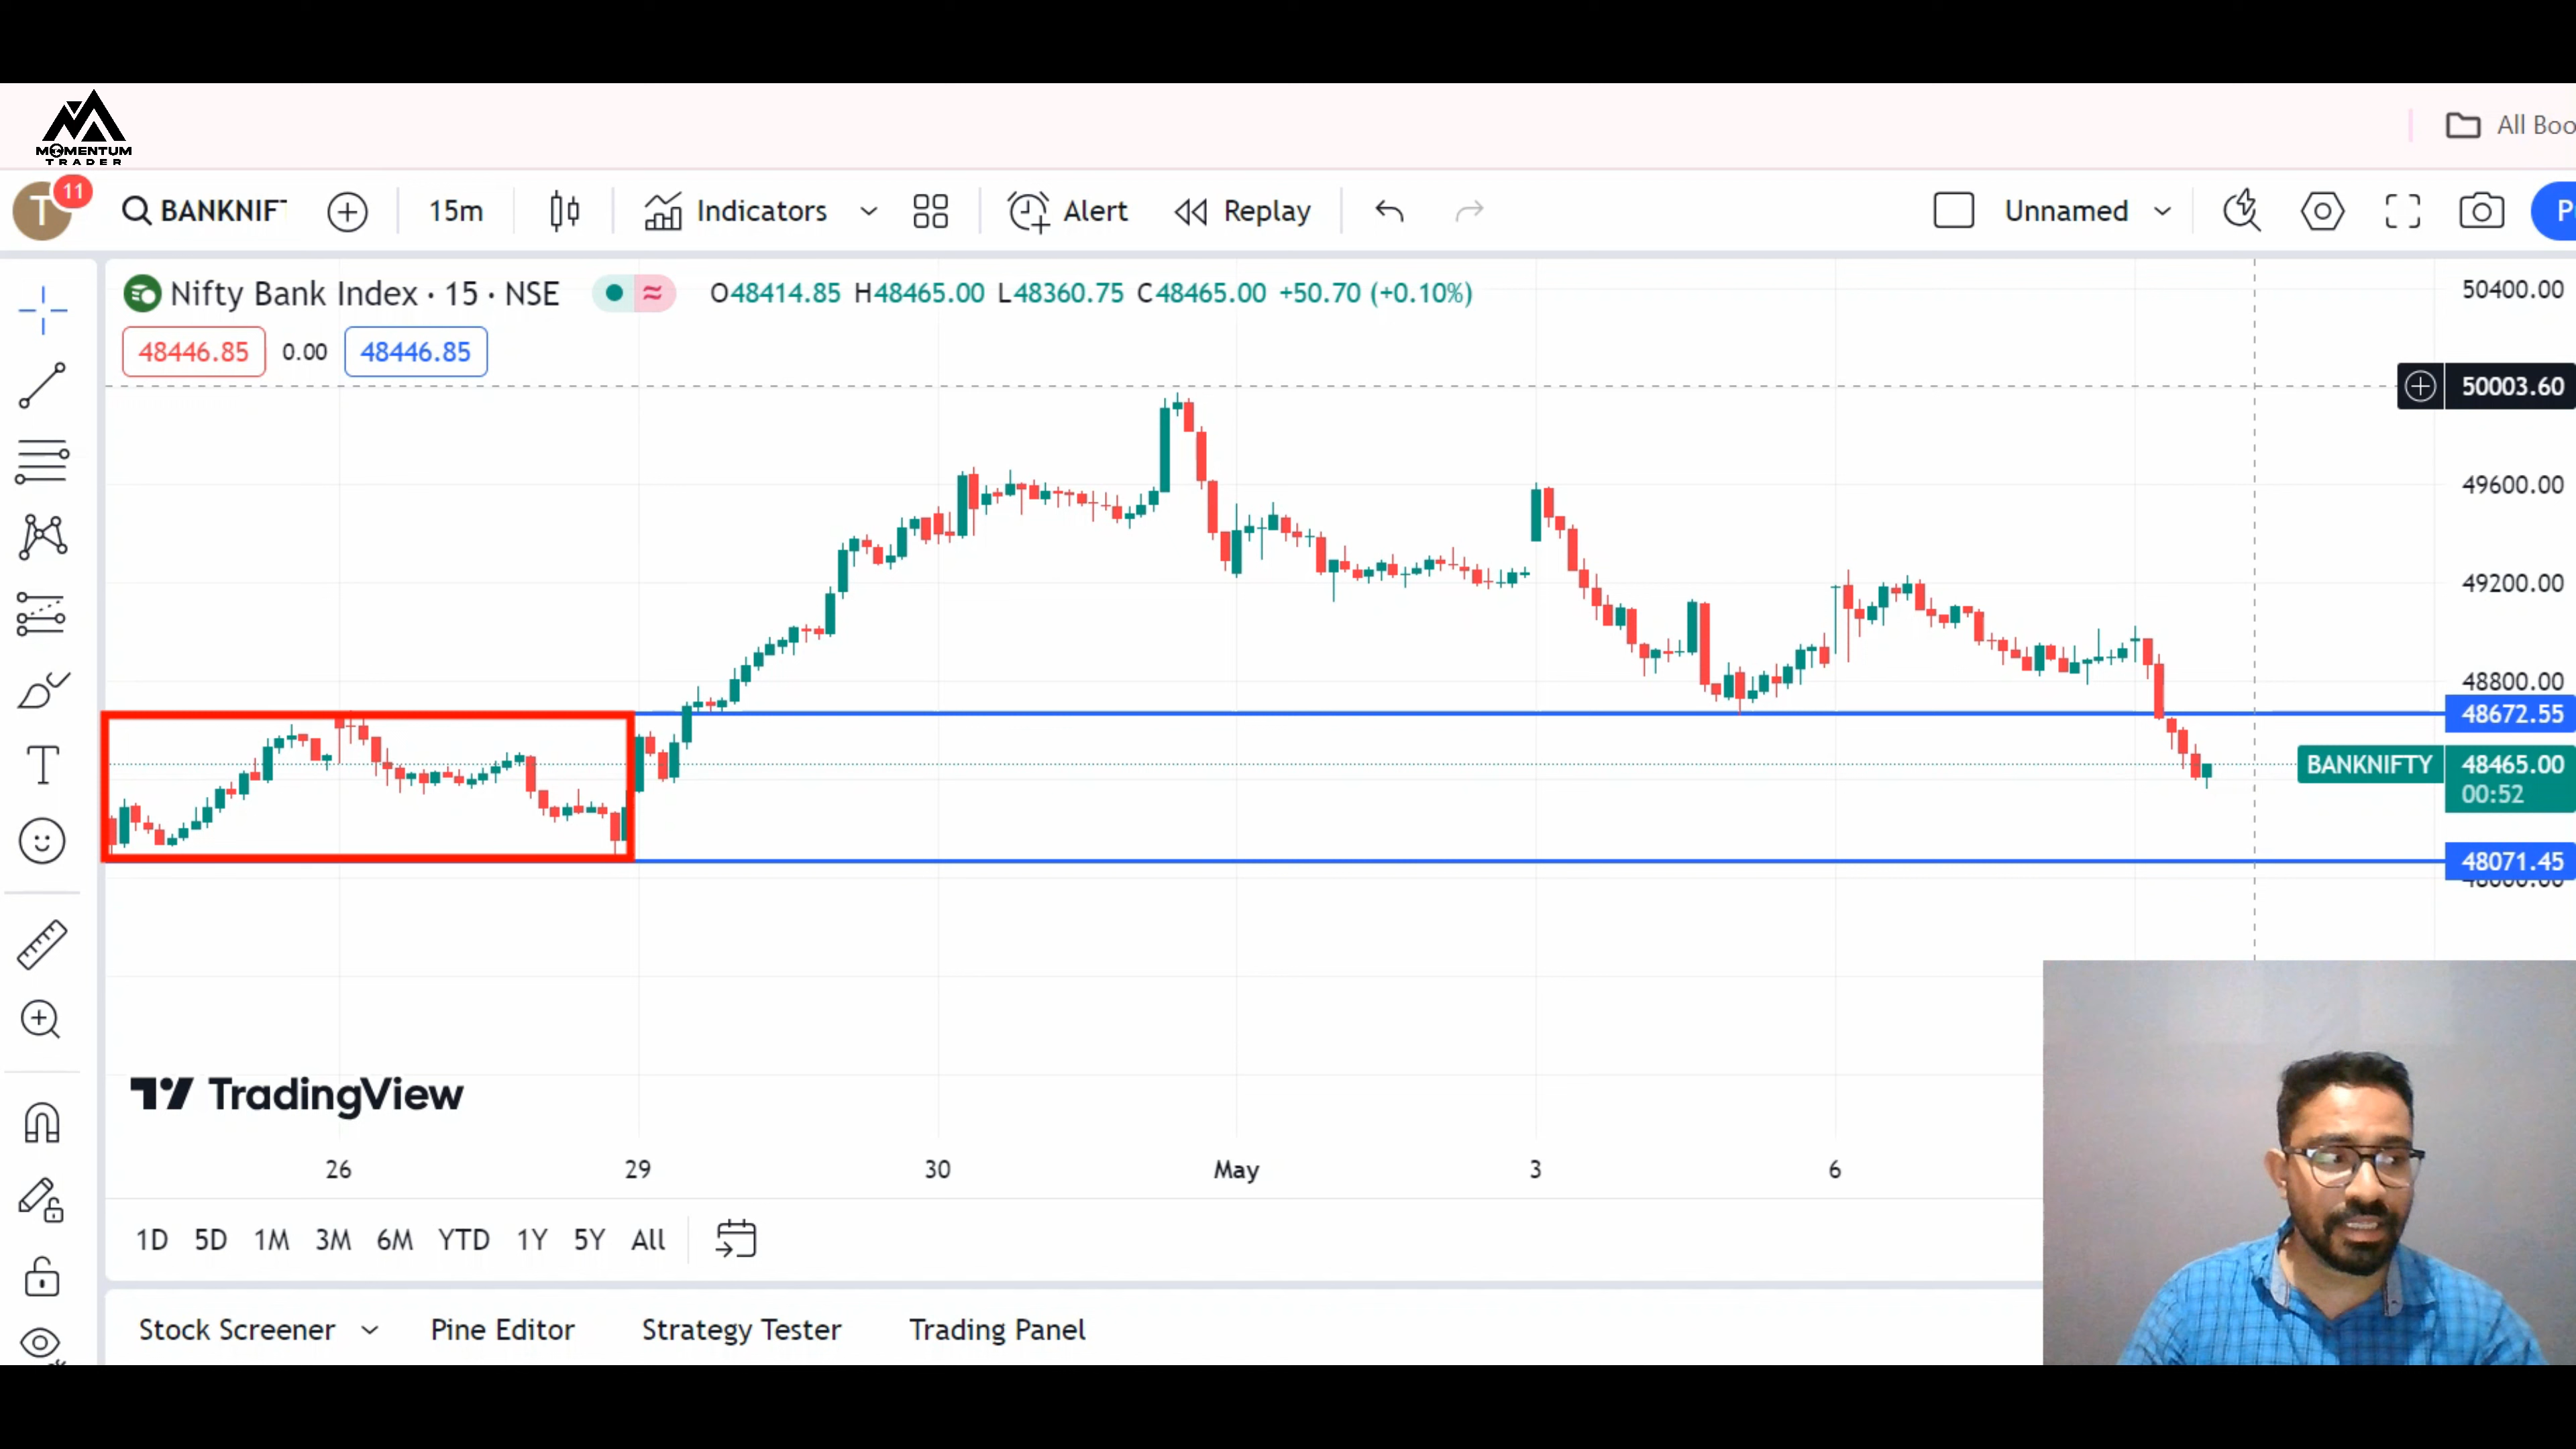 MOMENTUM
TRADER
All Boo
T
11
BANKNIF
15m
Indicators
Alert
Replay
Unnamed
P
Nifty Bank Index · 15 · NSE
O48414.85 H48465.00 L48360.75 C48465.00 +50.70 (+0.10%)
48446.85
0.00
48446.85
50400.00
50003.60
49600.00
49200.00
48800.00
48672.55
BANKNIFTY
48465.00
00:52
48071.45
TradingView
26
29
30
May
3
6
1D 5D 1M 3M 6M YTD 1Y 5Y All
Stock Screener
Pine Editor
Strategy Tester
Trading Panel